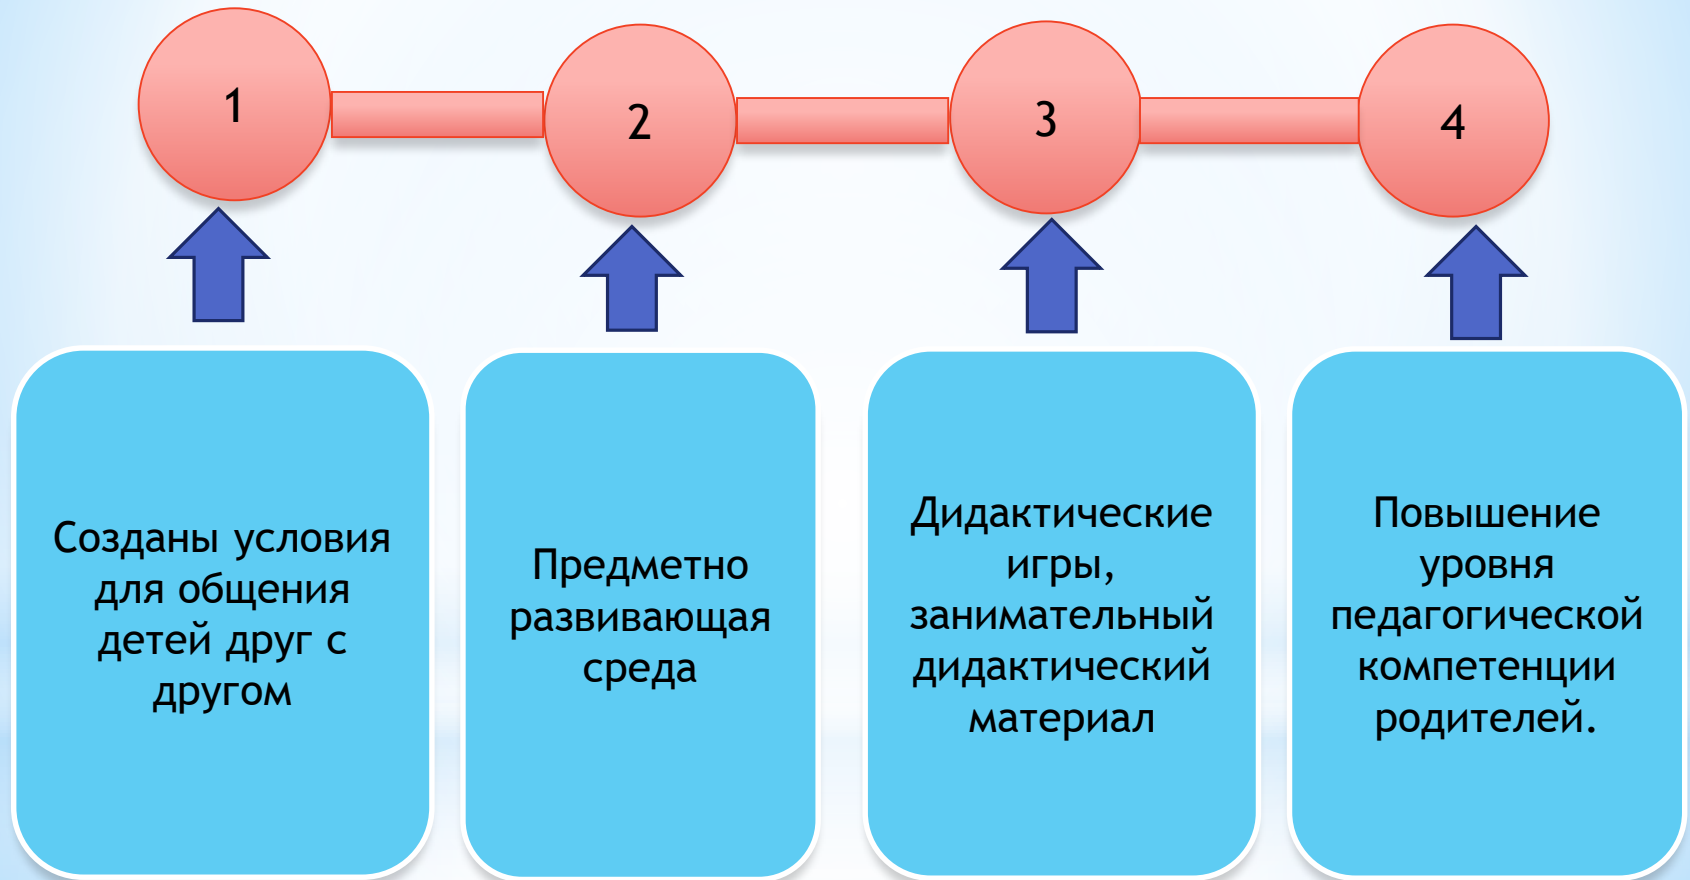 1
2
3
4
Созданы условия
для общения
детей друг с
другом
Предметно
развивающая
среда
Дидактические
игры,
занимательный
дидактический
материал
Повышение
уровня
педагогической
компетенции
родителей.